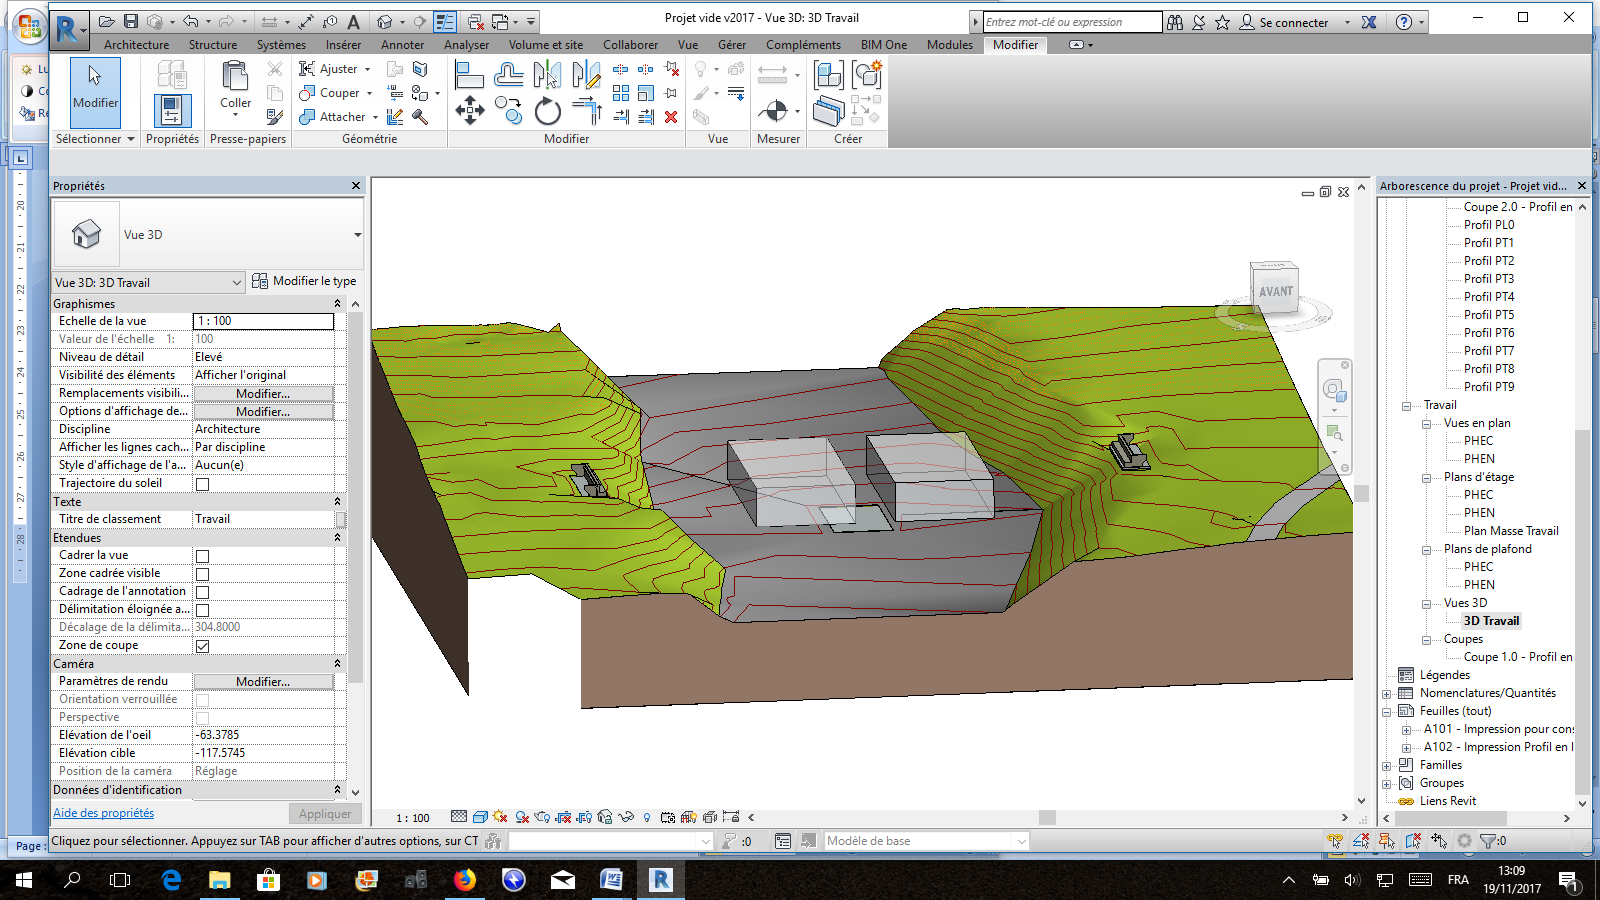 Projet vide v2017 - Vue 3D: 3D Travail
Entrez mot-clé ou expression
Se connecter
Architecture Structure Systèmes Insérer Annoter Analyser Volume et site Collaborer Vue Gérer Compléments BIM One Modules Modifier
Modifier
Coller
Ajuster
Couper
Attacher
Sélectionner Propriétés Presse-papiers Géométrie Modifier Vue Mesurer Créer
Propriétés
Vue 3D
Vue 3D: 3D Travail
Modifier le type
Graphismes
Echelle de la vue 1 : 100
Valeur de l'échelle 1: 100
Niveau de détail Elevé
Visibilité des éléments Afficher l'original
Remplacements visibili... Modifier...
Options d'affichage de... Modifier...
Discipline Architecture
Afficher les lignes cach... Par discipline
Style d'affichage de l'a... Aucun(e)
Trajectoire du soleil
Texte
Titre de classement Travail
Etendues
Cadrer la vue
Zone cadrée visible
Cadrage de l'annotation
Délimitation éloignée a...
Décalage de la délimita... 304.8000
Zone de coupe
Caméra
Paramètres de rendu Modifier...
Orientation verrouillée
Perspective
Elévation de l'oeil -63.3785
Elévation cible -117.5745
Position de la caméra Réglage
Données d'identification
Aide des propriétés
Appliquer
AVANT
1 : 100
Arborescence du projet - Projet vid...
Coupe 2.0 - Profil en
Profil PL0
Profil PT1
Profil PT2
Profil PT3
Profil PT4
Profil PT5
Profil PT6
Profil PT7
Profil PT8
Profil PT9
Travail
Vues en plan
PHEC
PHEN
Plans d'étage
PHEC
PHEN
Plan Masse Travail
Plans de plafond
PHEC
PHEN
Vues 3D
3D Travail
Coupes
Coupe 1.0 - Profil en
Légendes
Nomenclatures/Quantités
Feuilles (tout)
A101 - Impression pour con
A102 - Impression Profil en l
Familles
Groupes
Liens Revit
Cliquez pour sélectionner. Appuyez sur TAB pour afficher d'autres options, sur CT
:0
Modèle de base
:0
Page :
20
21
22
23
24
25
26
27
28
FRA
13:09
19/11/2017
1